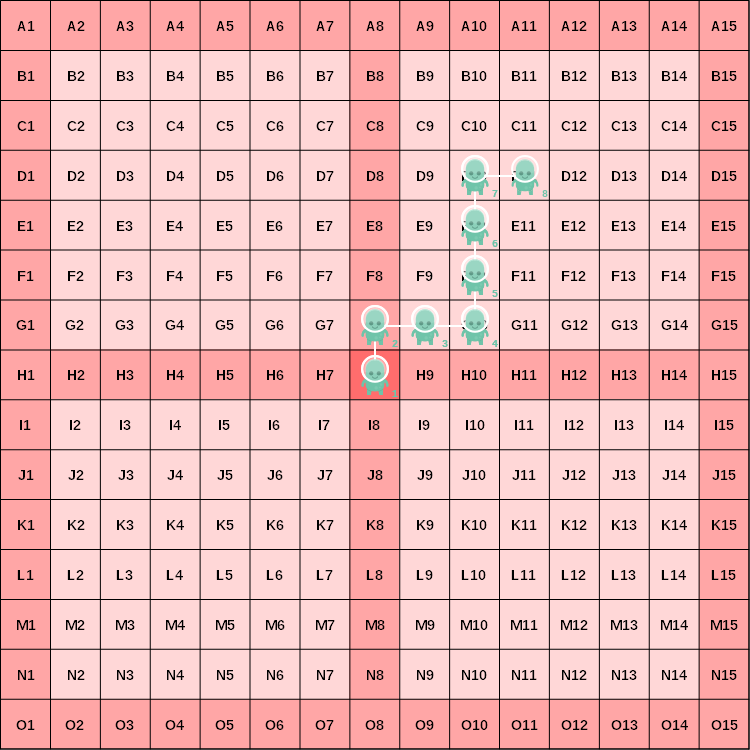 A1 A2 A3 A4 A5 A6 A7 A8 A9 A10 A11 A12 A13 A14 A15
B1 B2 B3 B4 B5 B6 B7 B8 B9 B10 B11 B12 B13 B14 B15
C1 C2 C3 C4 C5 C6 C7 C8 C9 C10 C11 C12 C13 C14 C15
D1 D2 D3 D4 D5 D6 D7 D8 D9 7 8 D12 D13 D14 D15
E1 E2 E3 E4 E5 E6 E7 E8 E9 6 E11 E12 E13 E14 E15
F1 F2 F3 F4 F5 F6 F7 F8 F9 5 F11 F12 F13 F14 F15
G1 G2 G3 G4 G5 G6 G7 2 3 4 G11 G12 G13 G14 G15
H1 H2 H3 H4 H5 H6 H7 1 H9 H10 H11 H12 H13 H14 H15
I1 I2 I3 I4 I5 I6 I7 I8 I9 I10 I11 I12 I13 I14 I15
J1 J2 J3 J4 J5 J6 J7 J8 J9 J10 J11 J12 J13 J14 J15
K1 K2 K3 K4 K5 K6 K7 K8 K9 K10 K11 K12 K13 K14 K15
L1 L2 L3 L4 L5 L6 L7 L8 L9 L10 L11 L12 L13 L14 L15
M1 M2 M3 M4 M5 M6 M7 M8 M9 M10 M11 M12 M13 M14 M15
N1 N2 N3 N4 N5 N6 N7 N8 N9 N10 N11 N12 N13 N14 N15
O1 O2 O3 O4 O5 O6 O7 O8 O9 O10 O11 O12 O13 O14 O15